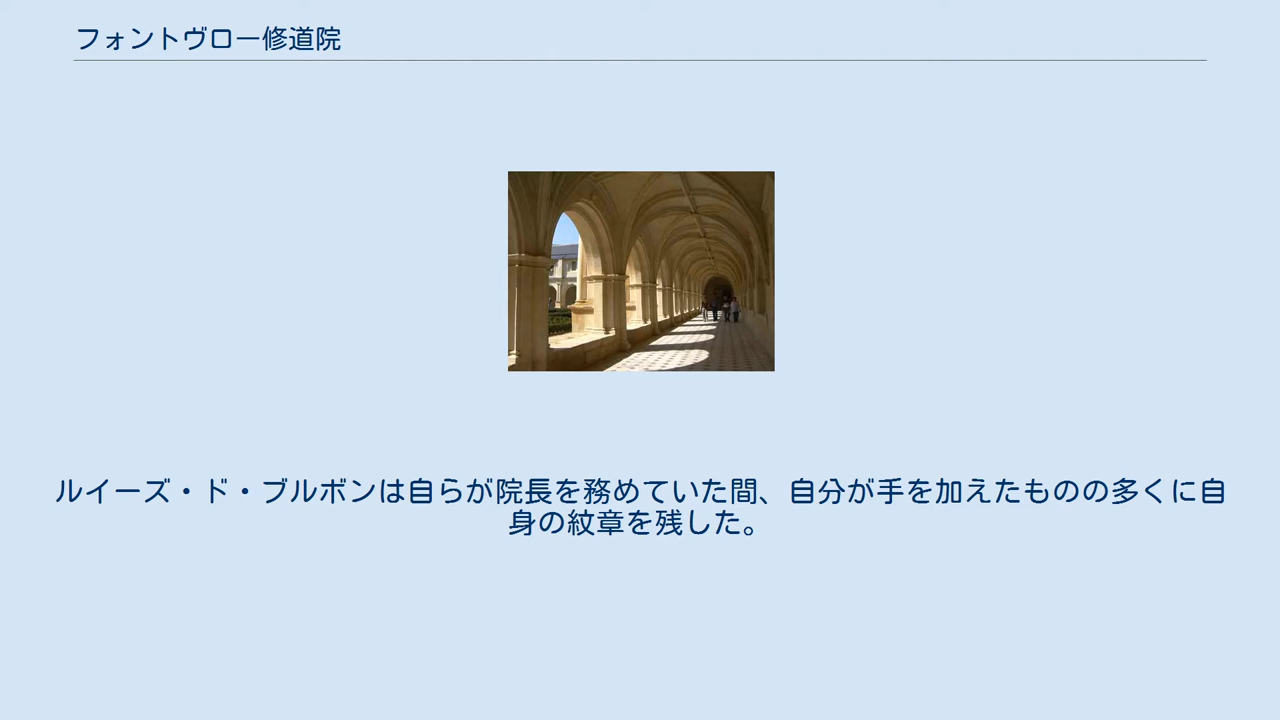 フォントヴロー修道院
ルイーズ・ド・ブルボンは自らが院長を務めていた間、自分が手を加えたものの多くに自
身の紋章を残した。